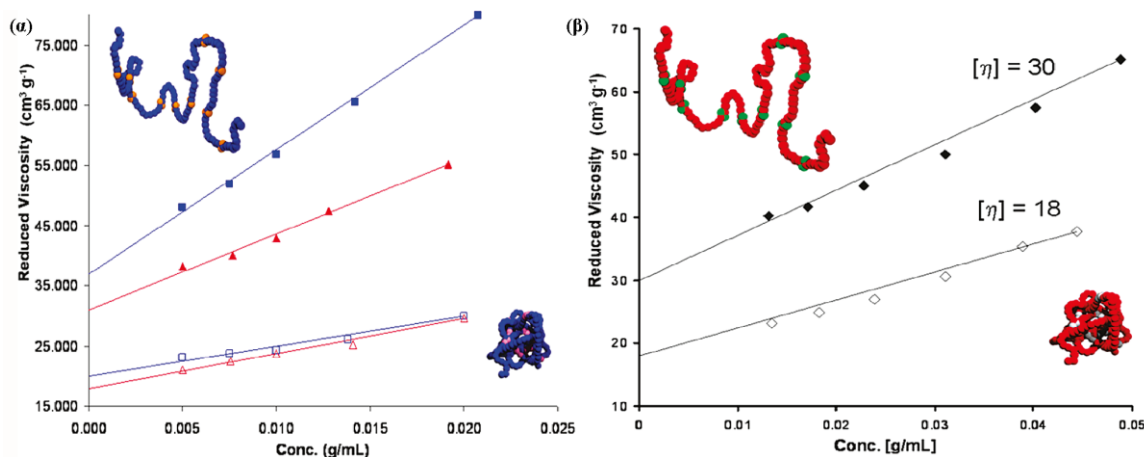 (α)
Reduced Viscosity (cm³ g⁻¹)
75.000
65.000
55.000
45.000
35.000
25.000
15.000
0.000 0.005 0.010 0.015 0.020 0.025
Conc. (g/mL)
(β)
Reduced Viscosity (cm³ g⁻¹)
70
60
50
40
30
20
10
[η] = 30
[η] = 18
0 0.01 0.02 0.03 0.04 0.05
Conc. [g/mL]